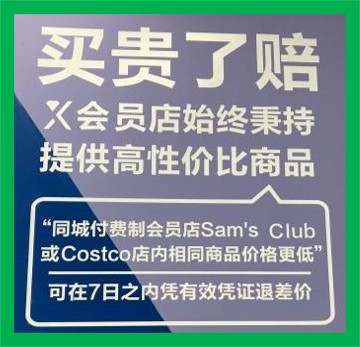 买贵了赔
X会员店始终秉持
提供高性价比商品
“同城付费制会员店Sam's Club
或Costco店内相同商品价格更低”
可在7日之内凭有效凭证退差价